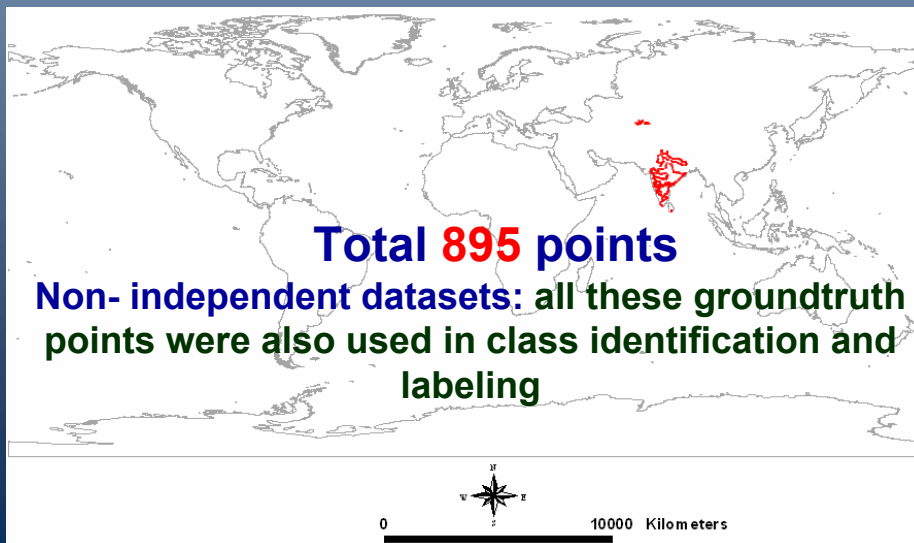 Total 895 points
Non- independent datasets: all these groundtruth
points were also used in class identification and
labeling
N
W E
S
0 10000 Kilometers